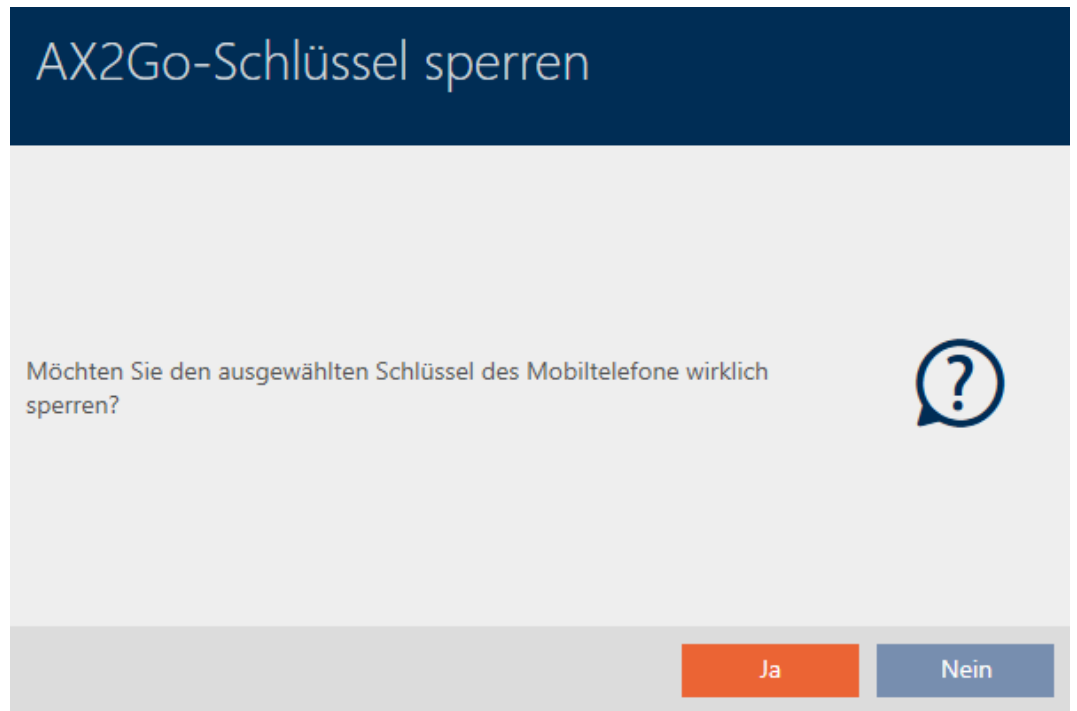 AX2Go-Schlüssel sperren
Möchten Sie den ausgewählten Schlüssel des Mobiltelefone wirklich
sperren?
Ja
Nein